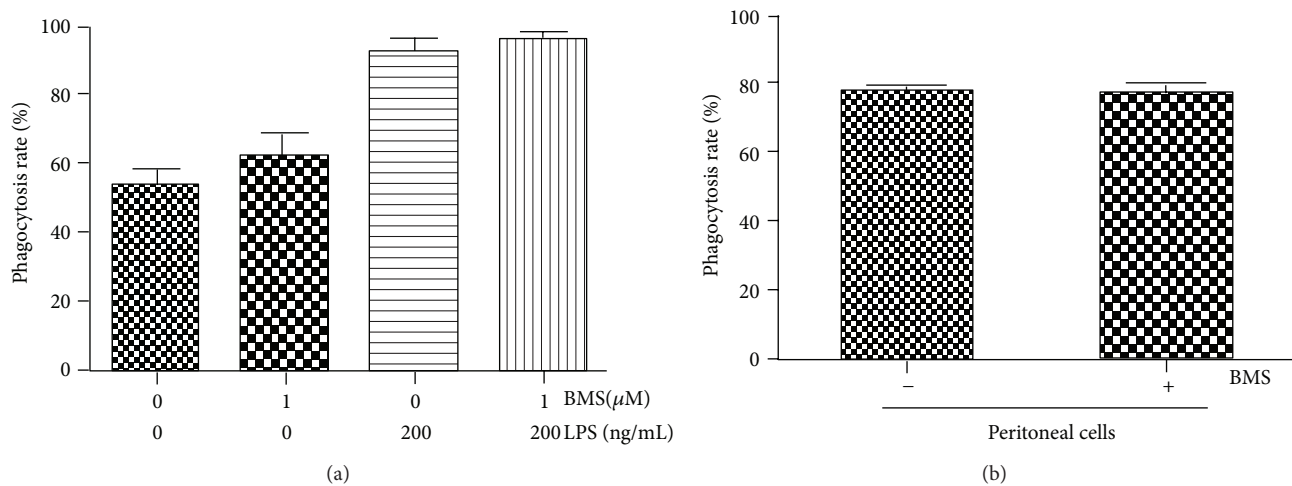 100
80
60
40
20
0
Phagocytosis rate (%)
0 1 0 1 BMS(μM)
0 0 200 200 LPS (ng/mL)
(a)
100
80
60
40
20
0
Phagocytosis rate (%)
− + BMS
Peritoneal cells
(b)